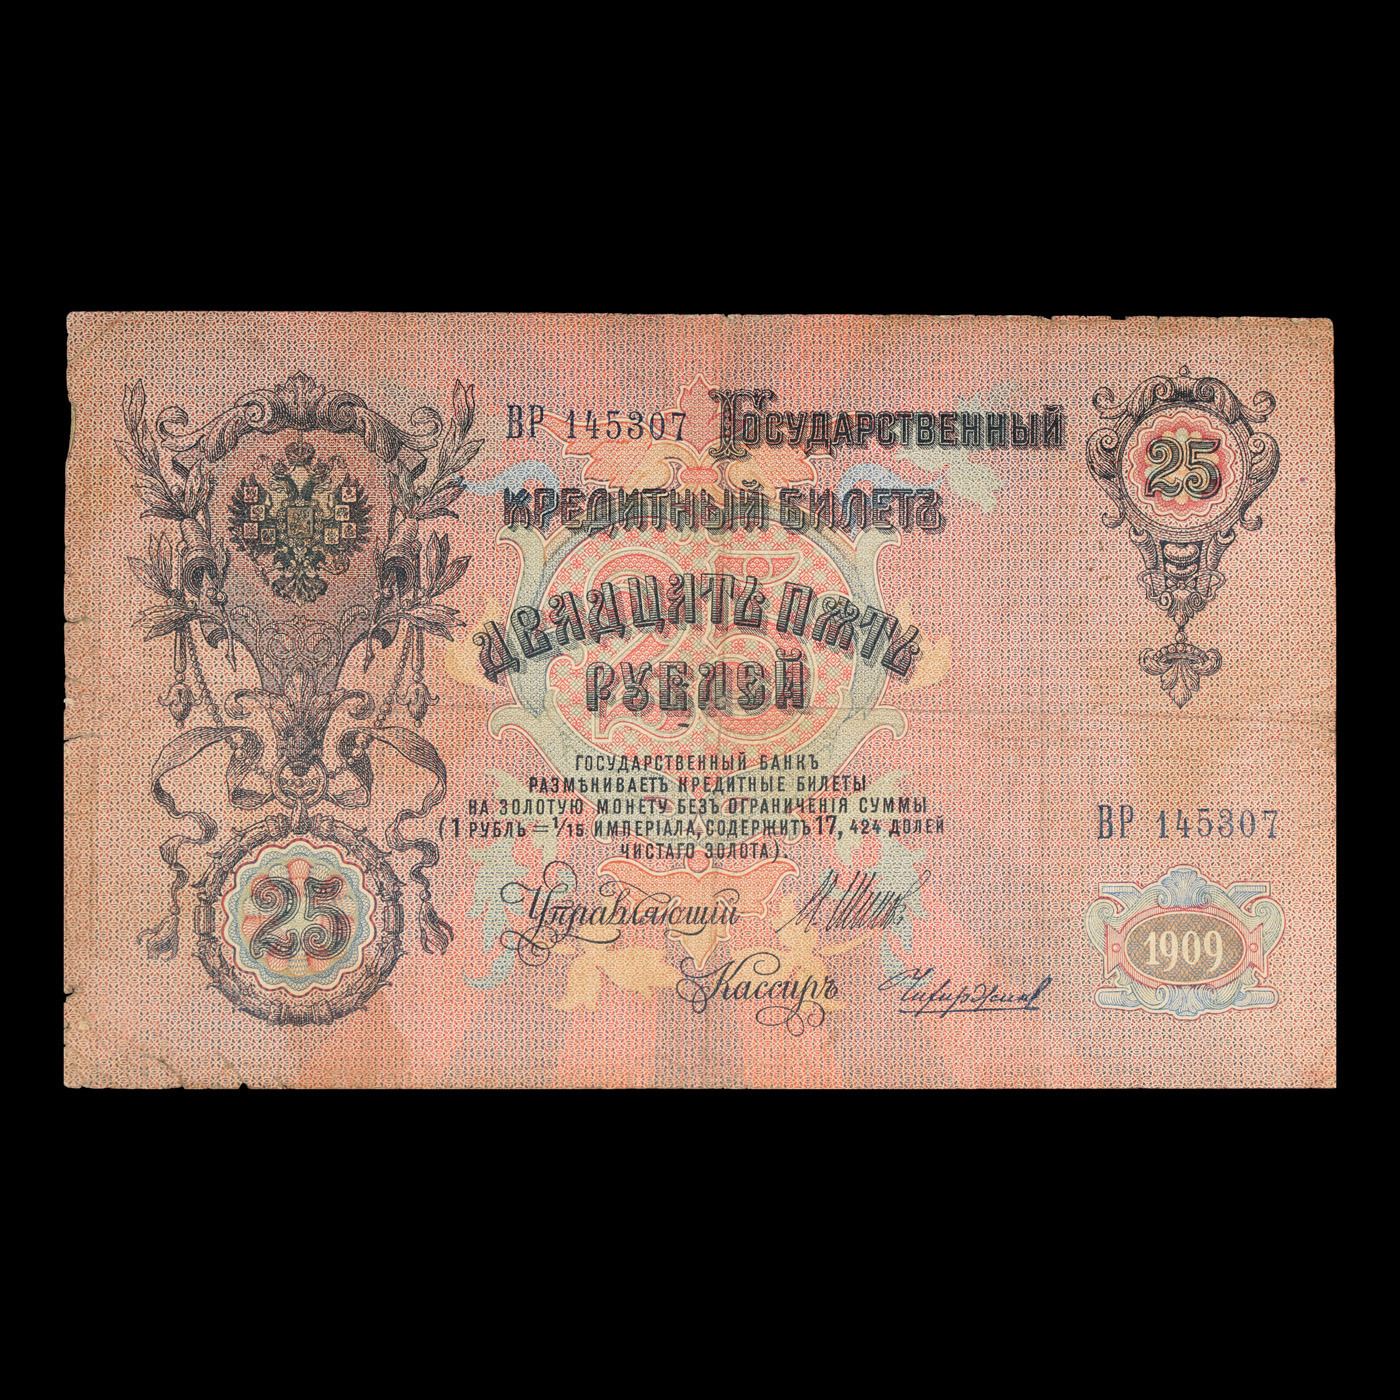 ВР 145307 ГОСУДАРСТВЕННЫЙ
25
КРЕДИТНЫЙ БИЛЕТЪ
ДВАДЦАТЬ ПЯТЬ
РУБЛЕЙ
ГОСУДАРСТВЕННЫЙ БАНКЪ
РАЗМѢНИВАЕТЪ КРЕДИТНЫЕ БИЛЕТЫ
НА ЗОЛОТУЮ МОНЕТУ БЕЗЪ ОГРАНИЧЕНІЯ СУММЫ
(1 РУБЛЬ = 1/15 ИМПЕРІАЛА, СОДЕРЖИТЪ 17, 424 ДОЛЕЙ
ЧИСТАГО ЗОЛОТА).
ВР 145307
25
Управляющій
1909
Кассиръ